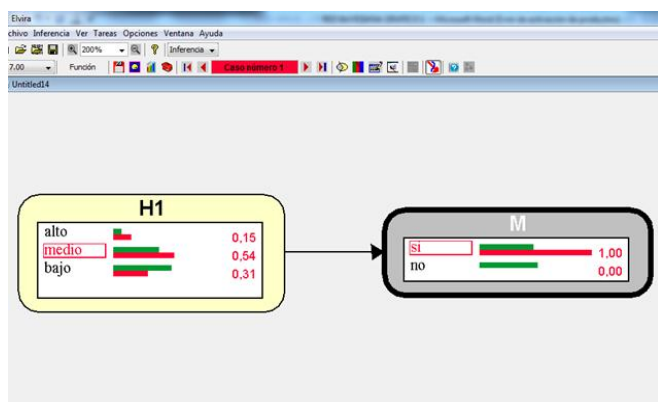 Elvira
chivo Inferencia Ver Tareas Opciones Ventana Ayuda
200% Inferencia
7.00 Función Caso número 1
Untitled14
H1
alto 0,15
medio 0,54
bajo 0,31
M
si 1,00
no 0,00